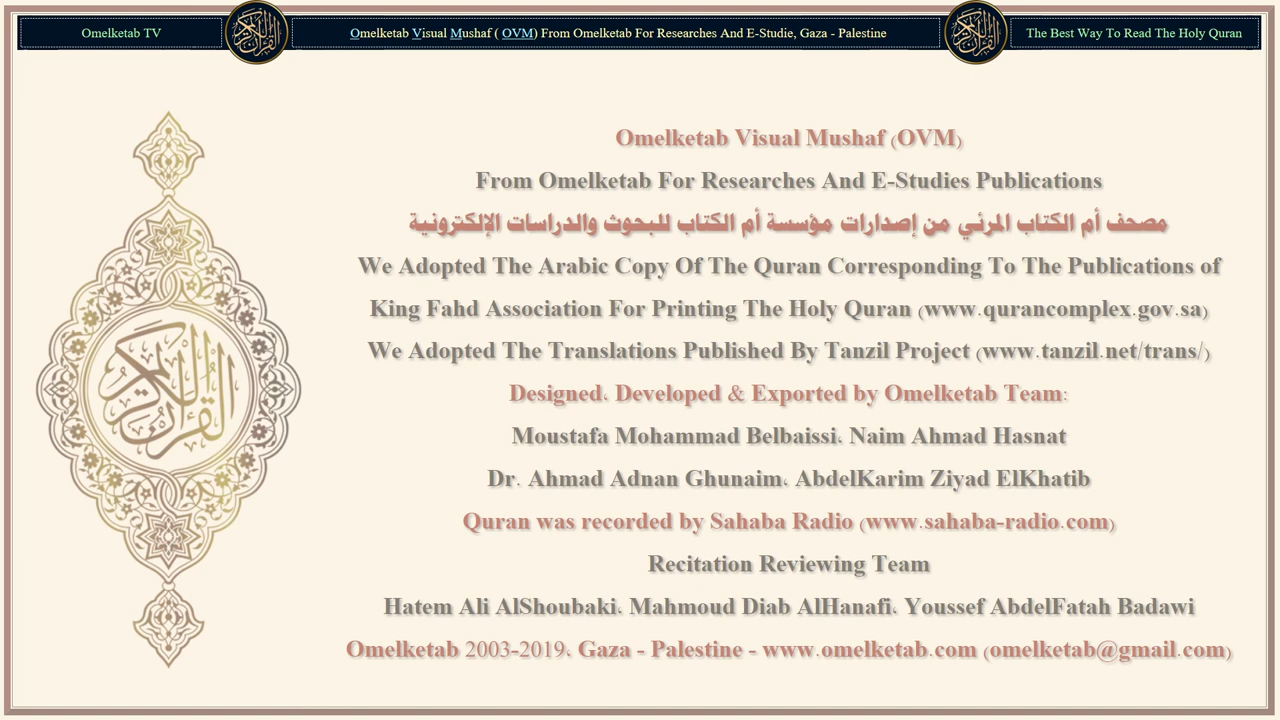 Omelketab TV
Omelketab Visual Mushaf ( OVM) From Omelketab For Researches And E-Studie, Gaza - Palestine
The Best Way To Read The Holy Quran
Omelketab Visual Mushaf (OVM)
From Omelketab For Researches And E-Studies Publications
مصحف أم الكتاب المرئي من إصدارات مؤسسة أم الكتاب للبحوث والدراسات الإلكترونية
We Adopted The Arabic Copy Of The Quran Corresponding To The Publications of
King Fahd Association For Printing The Holy Quran (www.qurancomplex.gov.sa)
We Adopted The Translations Published By Tanzil Project (www.tanzil.net/trans/)
Designed، Developed & Exported by Omelketab Team:
Moustafa Mohammad Belbaissi، Naim Ahmad Hasnat
Dr. Ahmad Adnan Ghunaim، AbdelKarim Ziyad ElKhatib
Quran was recorded by Sahaba Radio (www.sahaba-radio.com)
Recitation Reviewing Team
Hatem Ali AlShoubaki، Mahmoud Diab AlHanafi، Youssef AbdelFatah Badawi
Omelketab 2003-2019، Gaza - Palestine - www.omelketab.com (omelketab@gmail.com)
القرآن الكريم